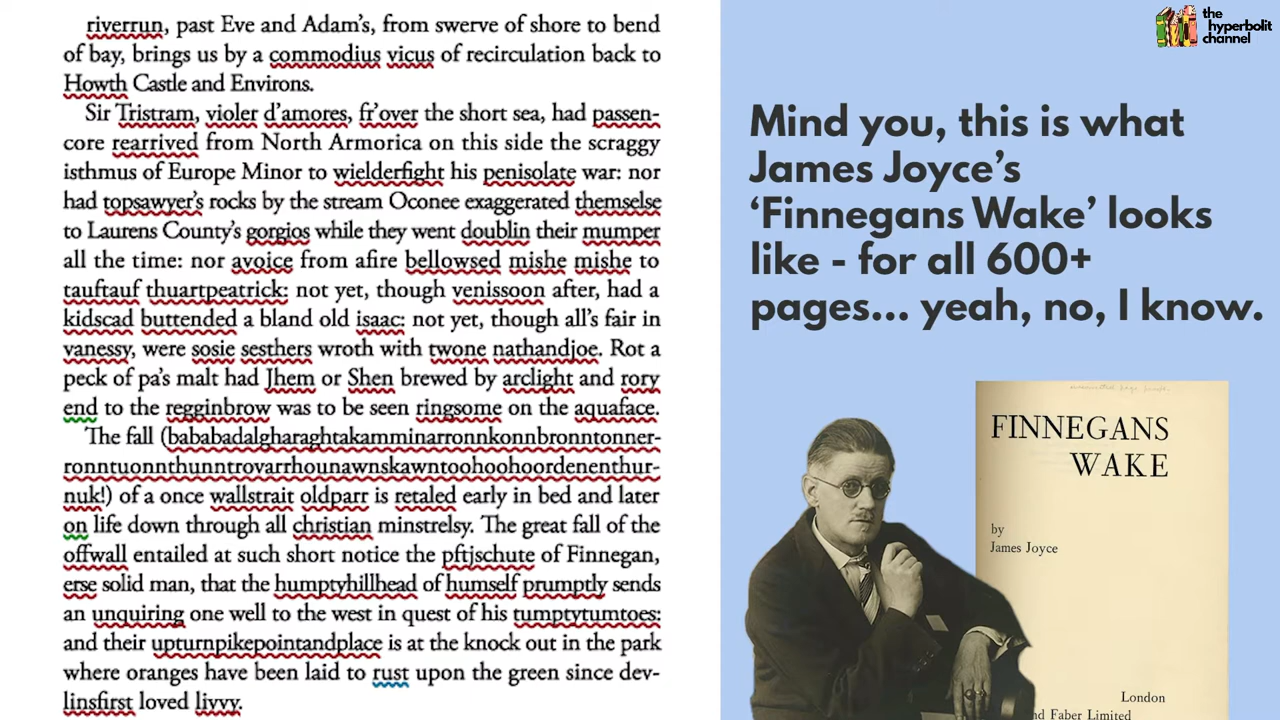 riverrun, past Eve and Adam's, from swerve of shore to bend
of bay, brings us by a commodius vicus of recirculation back to
Howth Castle and Environs.
Sir Tristram, violer d'amores, fr'over the short sea, had passen-
core rearrived from North Armorica on this side the scraggy
isthmus of Europe Minor to wielderfight his penisolate war: nor
had topsawyer's rocks by the stream Oconee exaggerated themselse
to Laurens County's gorgios while they went doublin their mumper
all the time: nor avoice from afire bellowsed mishe mishe to
tauftauf thuartpeatrick: not yet, though venissoon after, had a
kidscad buttended a bland old isaac: not yet, though all's fair in
vanessy, were sosie sesthers wroth with twone nathandjoe. Rot a
peck of pa's malt had Jhem or Shen brewed by arclight and rory
end to the regginbrow was to be seen ringsome on the aquaface.
The fall (bababadalgharaghtakamminarronnkonnbronntonner-
ronntuonnthunntrovarrhounawnskawntoohoohoordenenthur-
nuk!) of a once wallstrait oldparr is retaled early in bed and later
on life down through all christian minstrelsy. The great fall of the
offwall entailed at such short notice the pftjschute of Finnegan,
erse solid man, that the humptyhillhead of humself prumptly sends
an unquiring one well to the west in quest of his tumptytumtoes:
and their upturnpikepointandplace is at the knock out in the park
where oranges have been laid to rust upon the green since dev-
linsfirst loved livvy.
the
hyperbolit
channel
Mind you, this is what
James Joyce's
'Finnegans Wake' looks
like - for all 600+
pages... yeah, no, I know.
FINNEGANS
WAKE
by
James Joyce
London
and Faber Limited